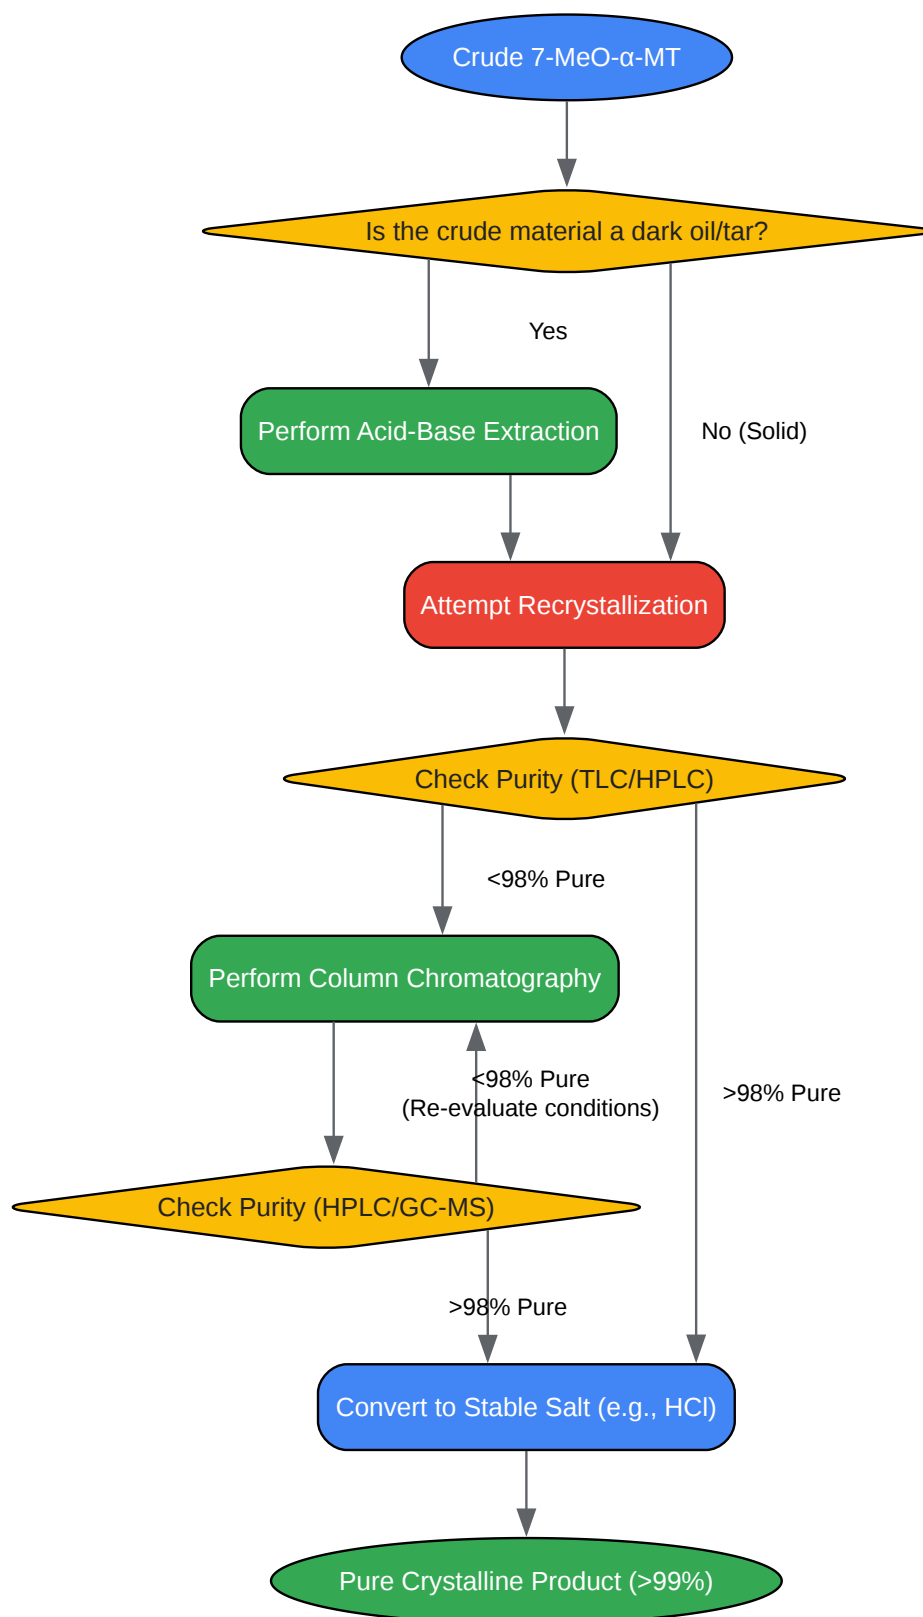 Crude 7-MeO-α-MT
Is the crude material a dark oil/tar?
Yes
Perform Acid-Base Extraction
No (Solid)
Attempt Recrystallization
Check Purity (TLC/HPLC)
<98% Pure
Perform Column Chromatography
<98% Pure
(Re-evaluate conditions)
>98% Pure
Check Purity (HPLC/GC-MS)
>98% Pure
Convert to Stable Salt (e.g., HCl)
Pure Crystalline Product (>99%)